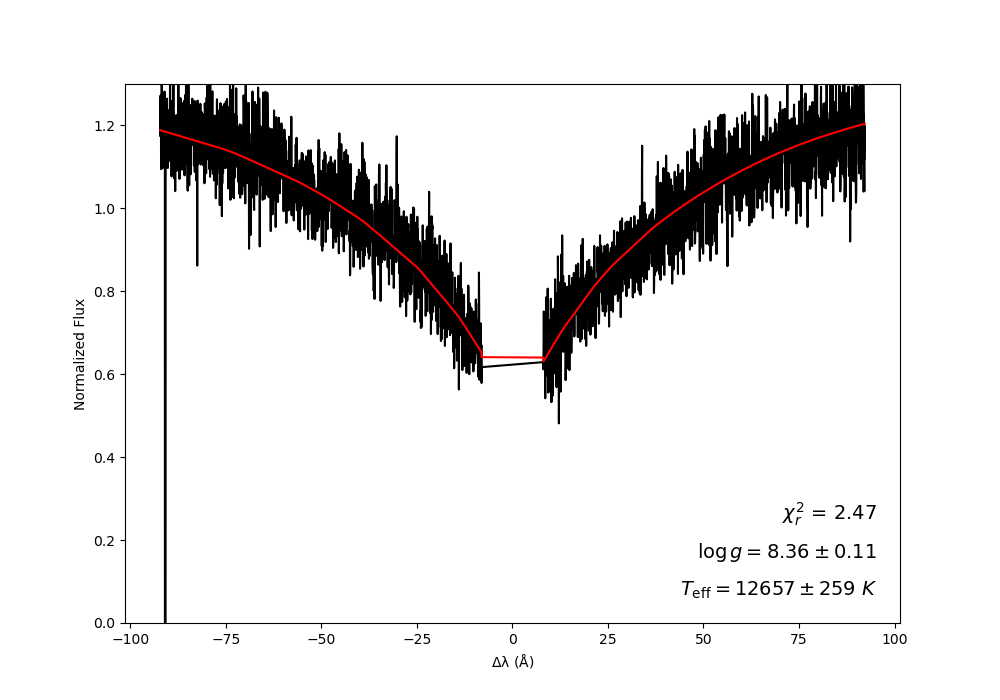 Normalized Flux
1.2
1.0
0.8
0.6
0.4
0.2
0.0
χ²ᵣ = 2.47
log g = 8.36 ± 0.11
T_eff = 12657 ± 259 K
−100 −75 −50 −25 0 25 50 75 100
Δλ (Å)